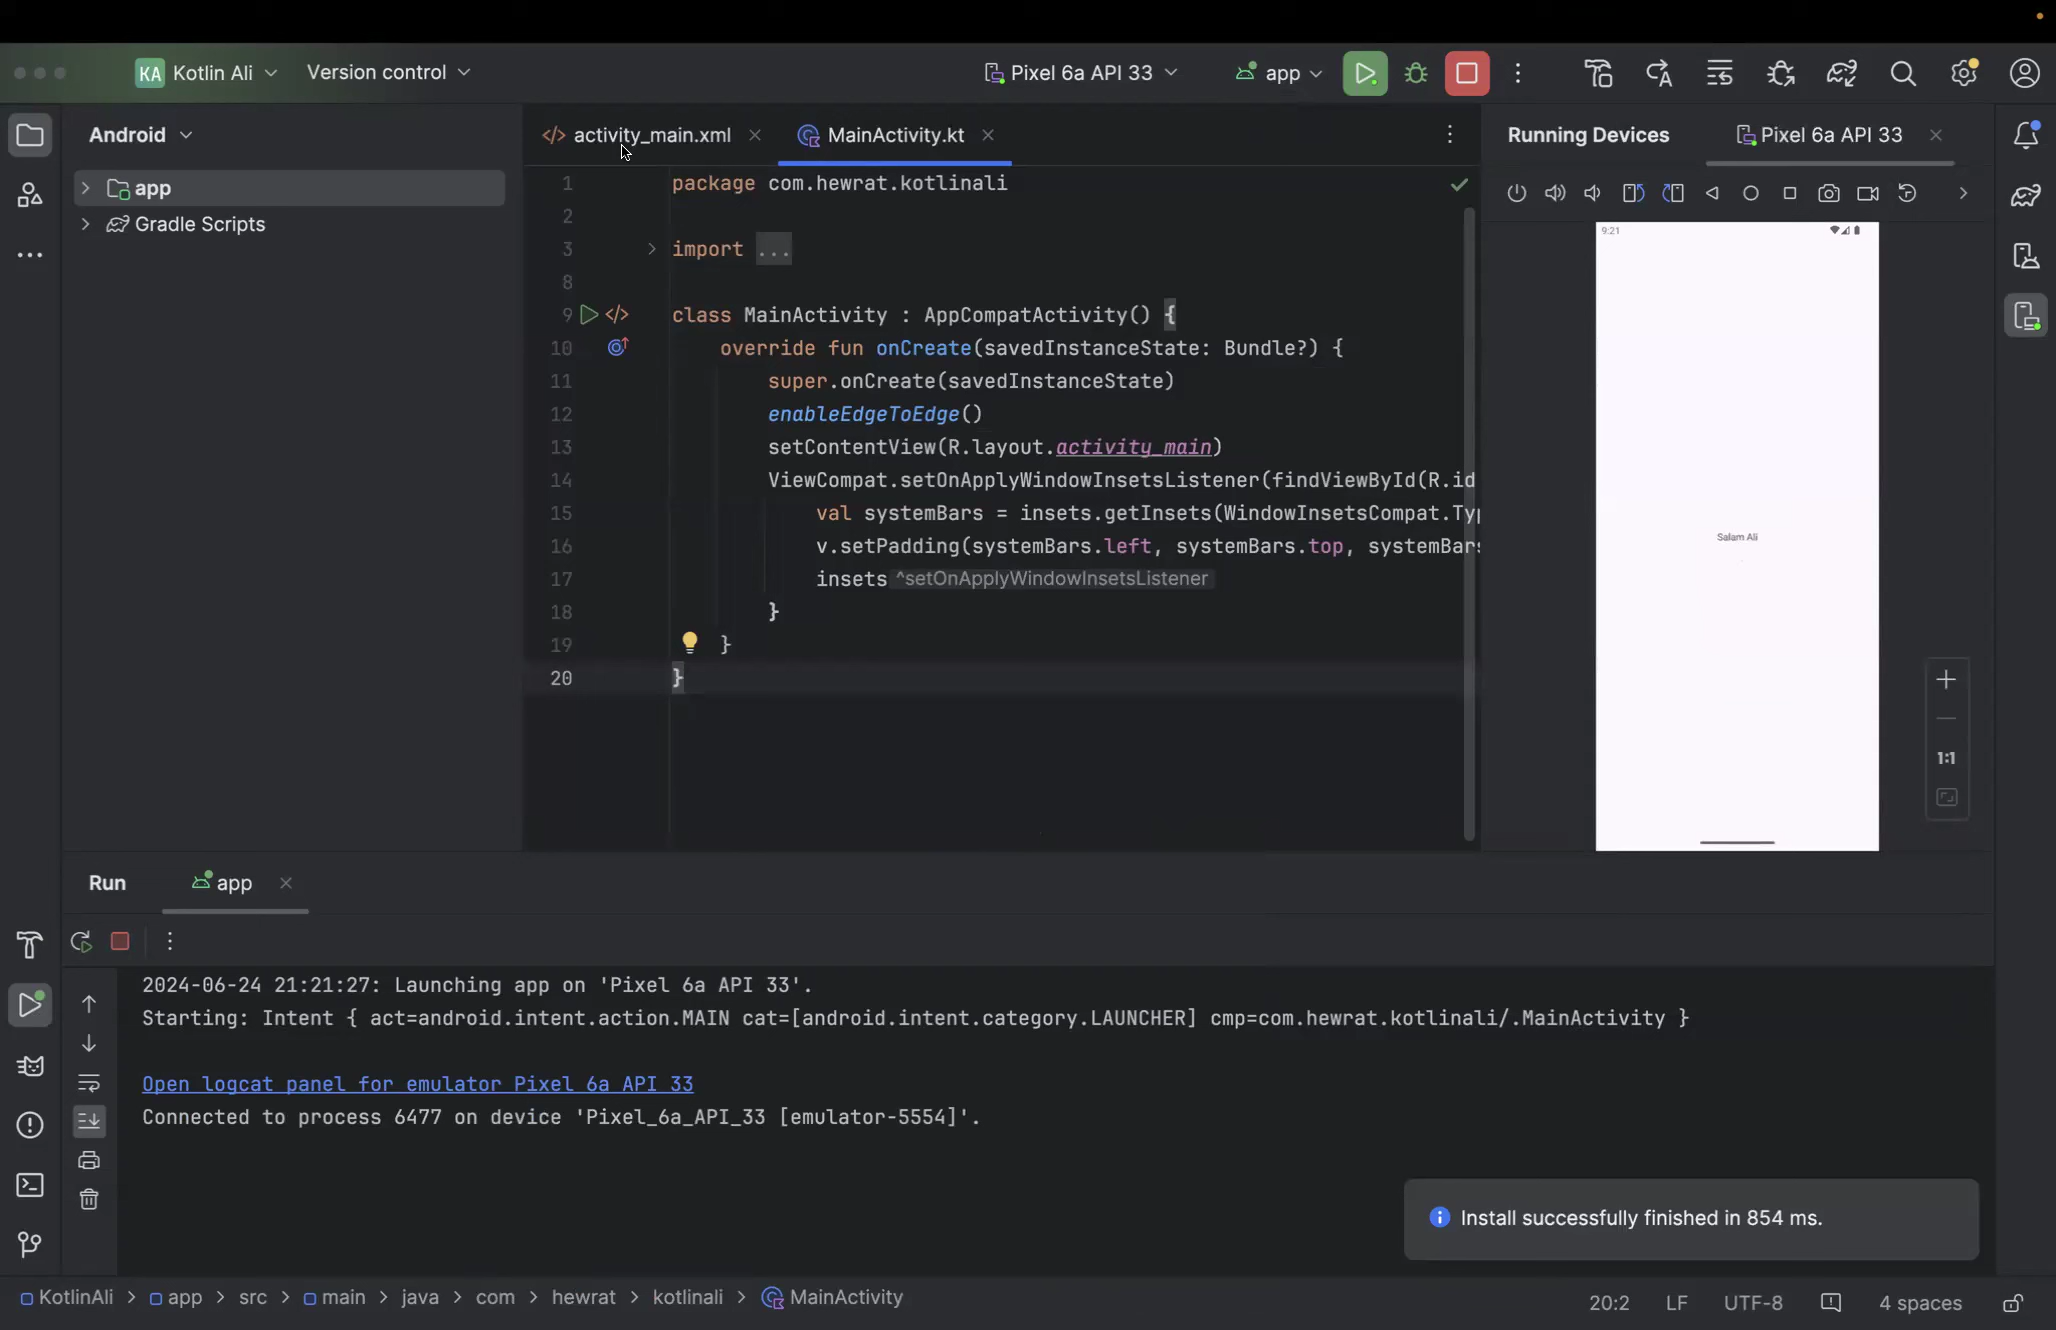 KA Kotlin Ali
Version control
Pixel 6a API 33
app
Android
app
Gradle Scripts
activity_main.xml
MainActivity.kt
1 package com.hewrat.kotlinali
2
3 import ...
8
9 class MainActivity : AppCompatActivity() {
10 override fun onCreate(savedInstanceState: Bundle?) {
11 super.onCreate(savedInstanceState)
12 enableEdgeToEdge()
13 setContentView(R.layout.activity_main)
14 ViewCompat.setOnApplyWindowInsetsListener(findViewById(R.id
15 val systemBars = insets.getInsets(WindowInsetsCompat.Typ
16 v.setPadding(systemBars.left, systemBars.top, systemBars
17 insets ^setOnApplyWindowInsetsListener
18 }
19 }
20 }
Running Devices
Pixel 6a API 33
9:21
Salam Ali
1:1
Run
app
2024-06-24 21:21:27: Launching app on 'Pixel 6a API 33'.
Starting: Intent { act=android.intent.action.MAIN cat=[android.intent.category.LAUNCHER] cmp=com.hewrat.kotlinali/.MainActivity }
Open logcat panel for emulator Pixel 6a API 33
Connected to process 6477 on device 'Pixel_6a_API_33 [emulator-5554]'.
Install successfully finished in 854 ms.
KotlinAli > app > src > main > java > com > hewrat > kotlinali > MainActivity
20:2 LF UTF-8 4 spaces